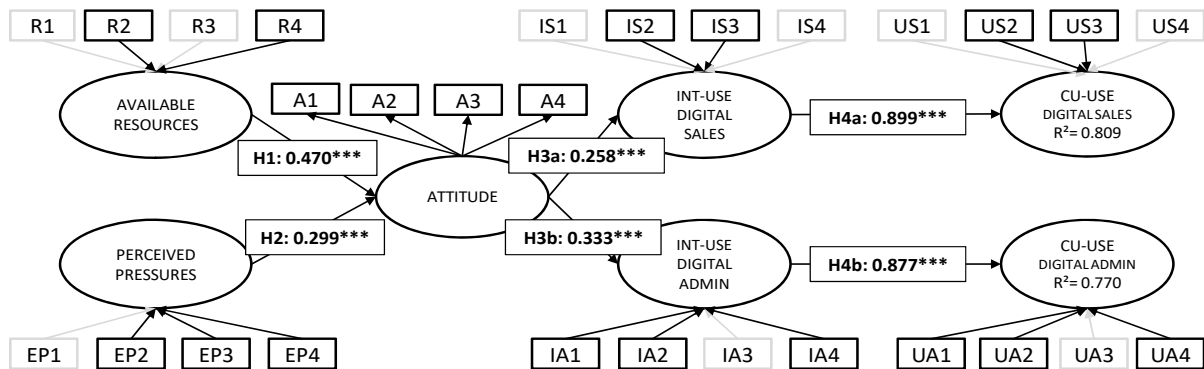 R1
R2
R3
R4
IS1
IS2
IS3
IS4
US1
US2
US3
US4
AVAILABLE
RESOURCES
A1
A2
A3
A4
INT-USE
DIGITAL
SALES
H4a: 0.899***
CU-USE
DIGITAL SALES
R²= 0.809
H1: 0.470***
H3a: 0.258***
ATTITUDE
H2: 0.299***
H3b: 0.333***
PERCEIVED
PRESSURES
INT-USE
DIGITAL
ADMIN
H4b: 0.877***
CU-USE
DIGITAL ADMIN
R²= 0.770
EP1
EP2
EP3
EP4
IA1
IA2
IA3
IA4
UA1
UA2
UA3
UA4